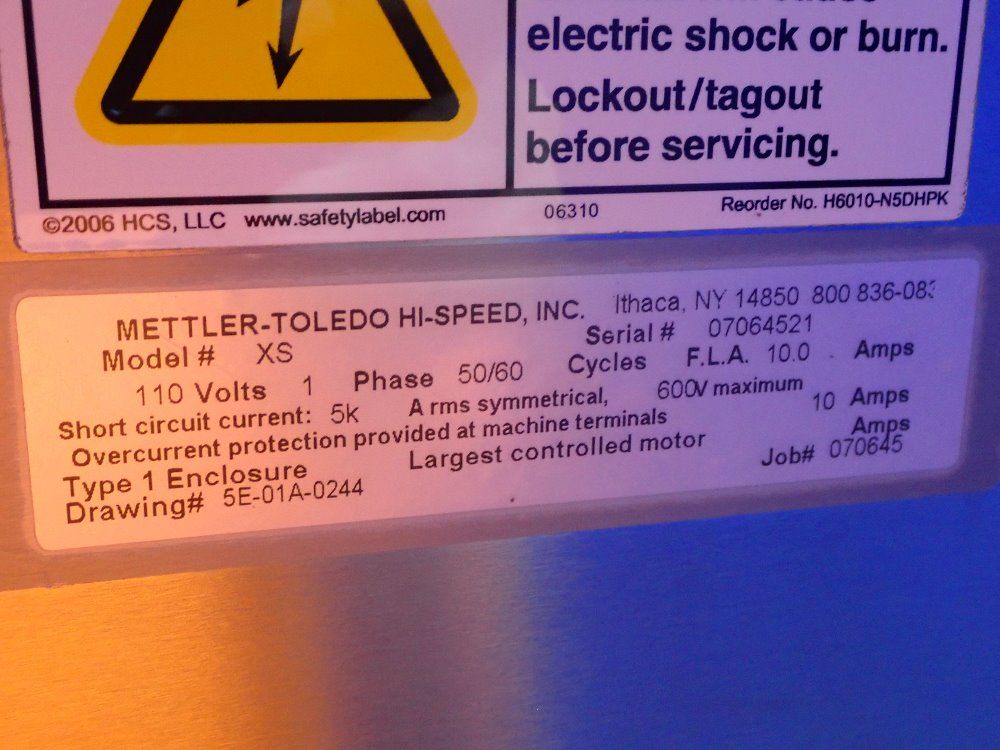 electric shock or burn.
Lockout/tagout
before servicing.
©2006 HCS, LLC www.safetylabel.com 06310 Reorder No. H6010-N5DHPK
METTLER-TOLEDO HI-SPEED, INC. Ithaca, NY 14850 800 836-083
Model # XS Serial # 07064521
110 Volts 1 Phase 50/60 Cycles F.L.A. 10.0 Amps
Short circuit current: 5k A rms symmetrical, 600V maximum
Overcurrent protection provided at machine terminals 10 Amps
Type 1 Enclosure Largest controlled motor Amps
Drawing# 5E-01A-0244 Job# 070645